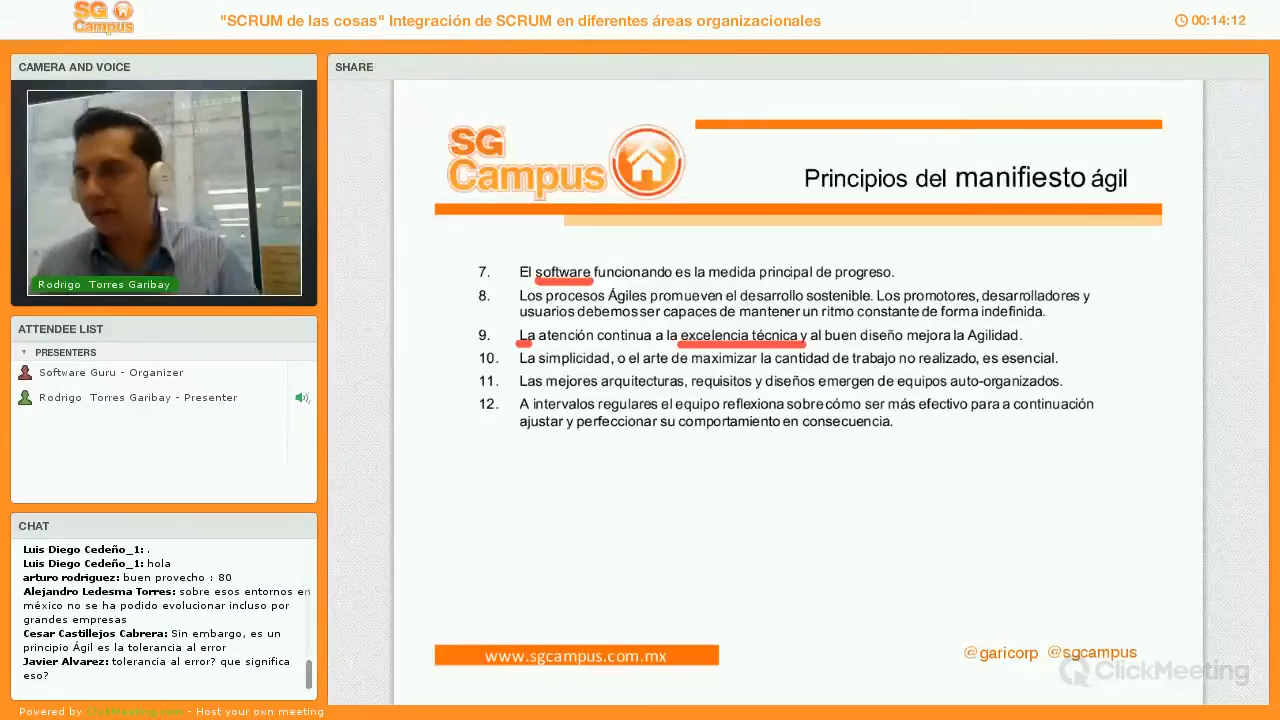 SG Campus
"SCRUM de las cosas" Integración de SCRUM en diferentes áreas organizacionales
00:14:12
CAMERA AND VOICE
Rodrigo Torres Garibay
ATTENDEE LIST
PRESENTERS
Software Guru - Organizer
Rodrigo Torres Garibay - Presenter
CHAT
Luis Diego Cedeño_1: .
Luis Diego Cedeño_1: hola
arturo rodriguez: buen provecho : 80
Alejandro Ledesma Torres: sobre esos entornos en
méxico no se ha podido evolucionar incluso por
grandes empresas
Cesar Castillejos Cabrera: Sin embargo, es un
principio Ágil es la tolerancia al error
Javier Alvarez: tolerancia al error? que significa
eso?
Powered by ClickMeeting.com - Host your own meeting
SHARE
SG
Campus
Principios del manifiesto ágil
7. El software funcionando es la medida principal de progreso.
8. Los procesos Ágiles promueven el desarrollo sostenible. Los promotores, desarrolladores y
usuarios debemos ser capaces de mantener un ritmo constante de forma indefinida.
9. La atención continua a la excelencia técnica y al buen diseño mejora la Agilidad.
10. La simplicidad, o el arte de maximizar la cantidad de trabajo no realizado, es esencial.
11. Las mejores arquitecturas, requisitos y diseños emergen de equipos auto-organizados.
12. A intervalos regulares el equipo reflexiona sobre cómo ser más efectivo para a continuación
ajustar y perfeccionar su comportamiento en consecuencia.
www.sgcampus.com.mx
@garicorp @sgcampus
ClickMeeting